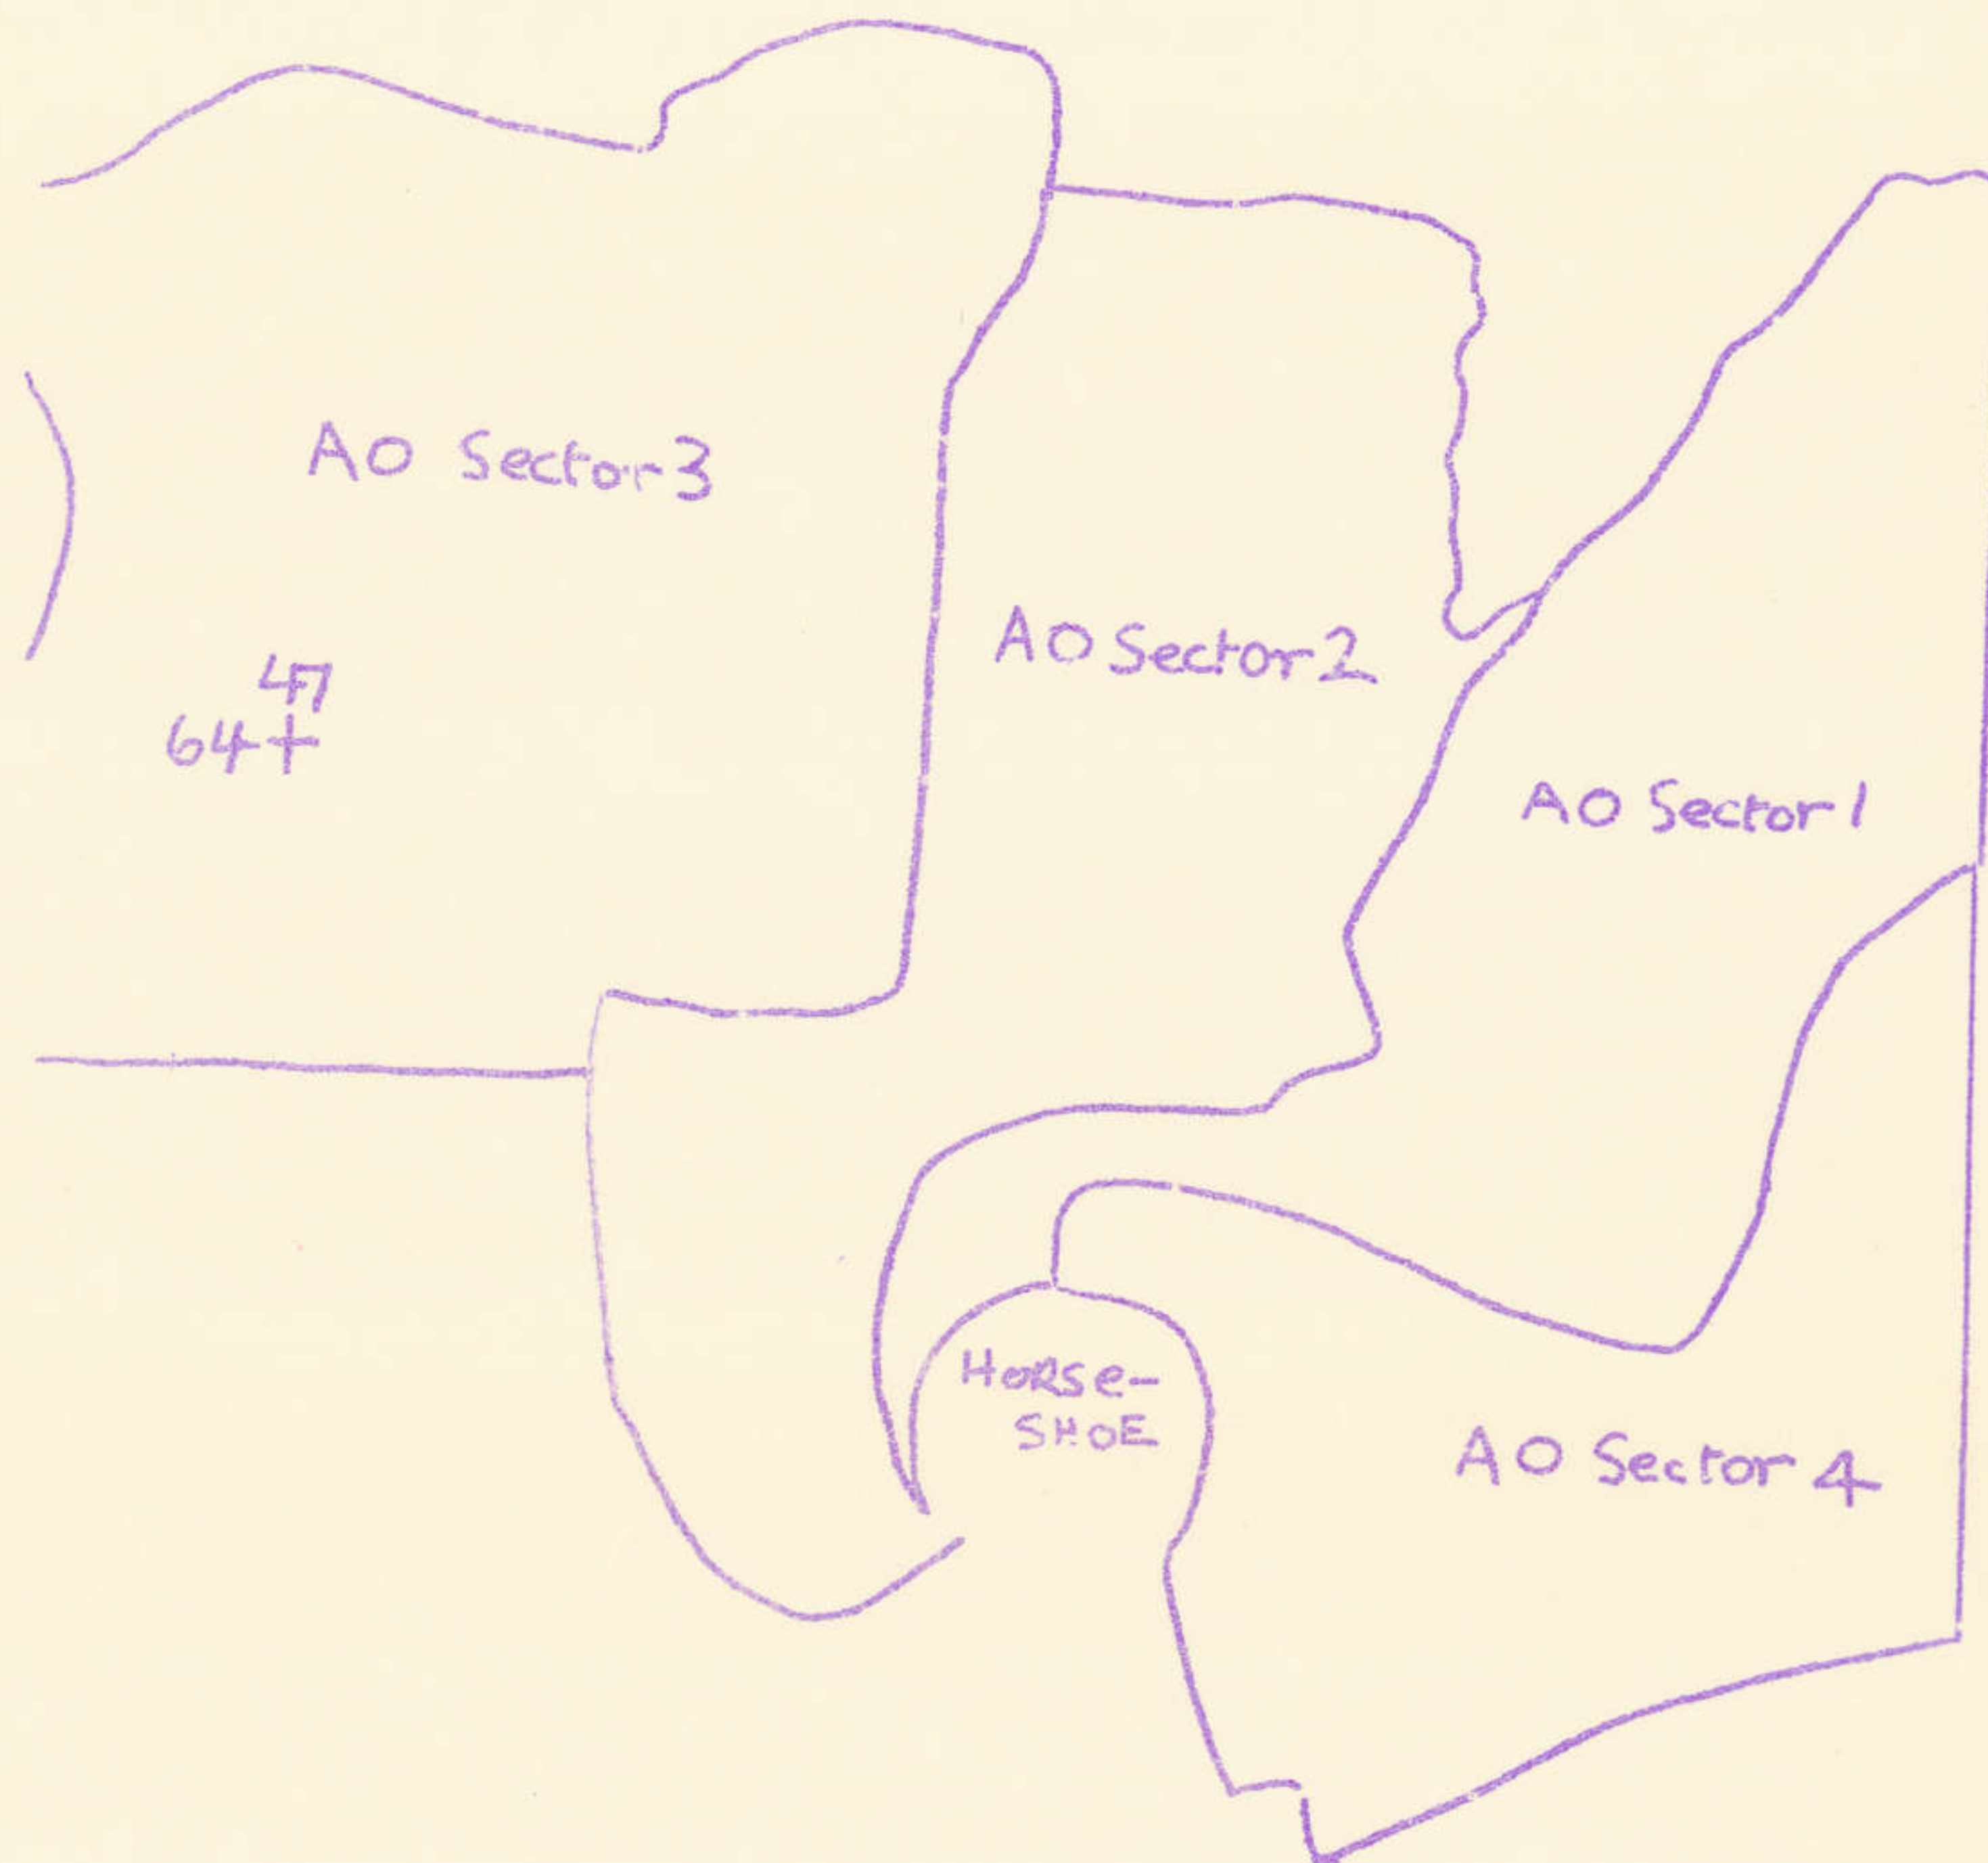 AO Sector 3
AO Sector 2
47
64+
AO Sector 1
HORSe-
SHOE
AO Sector 4